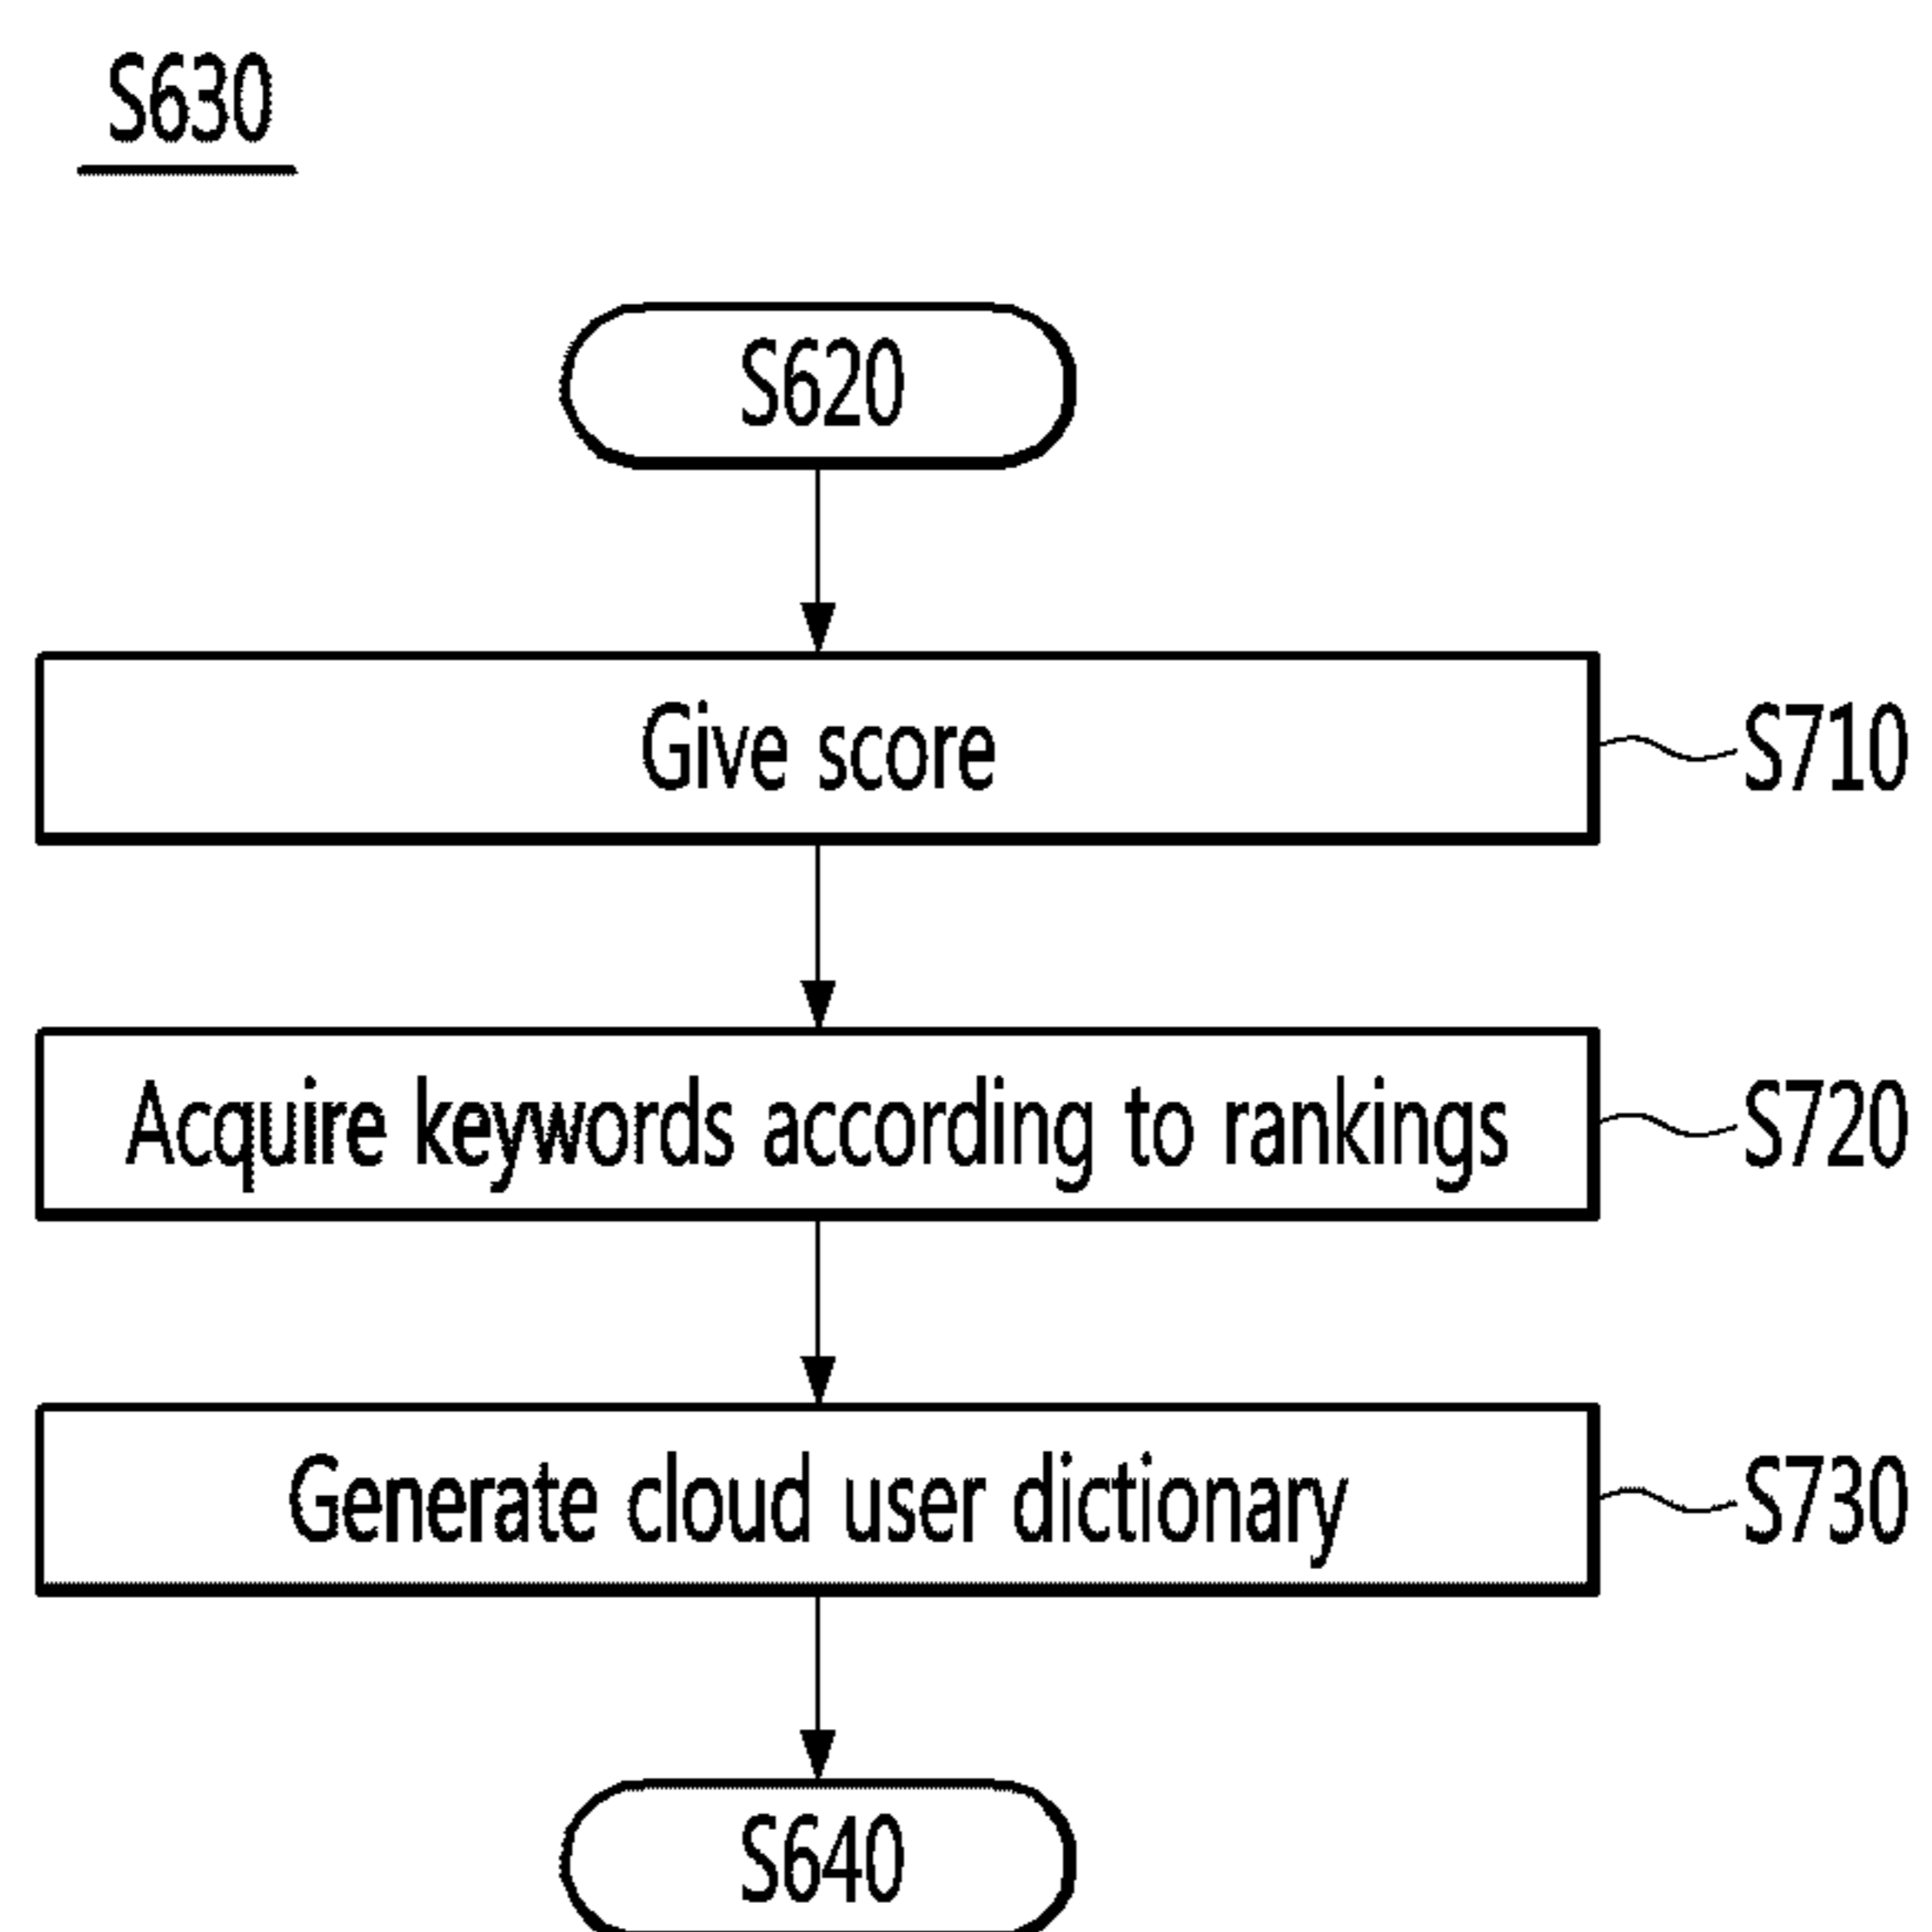 S630
S620
Give score
S710
Acquire keywords according to rankings
S720
Generate cloud user dictionary
S730
S640